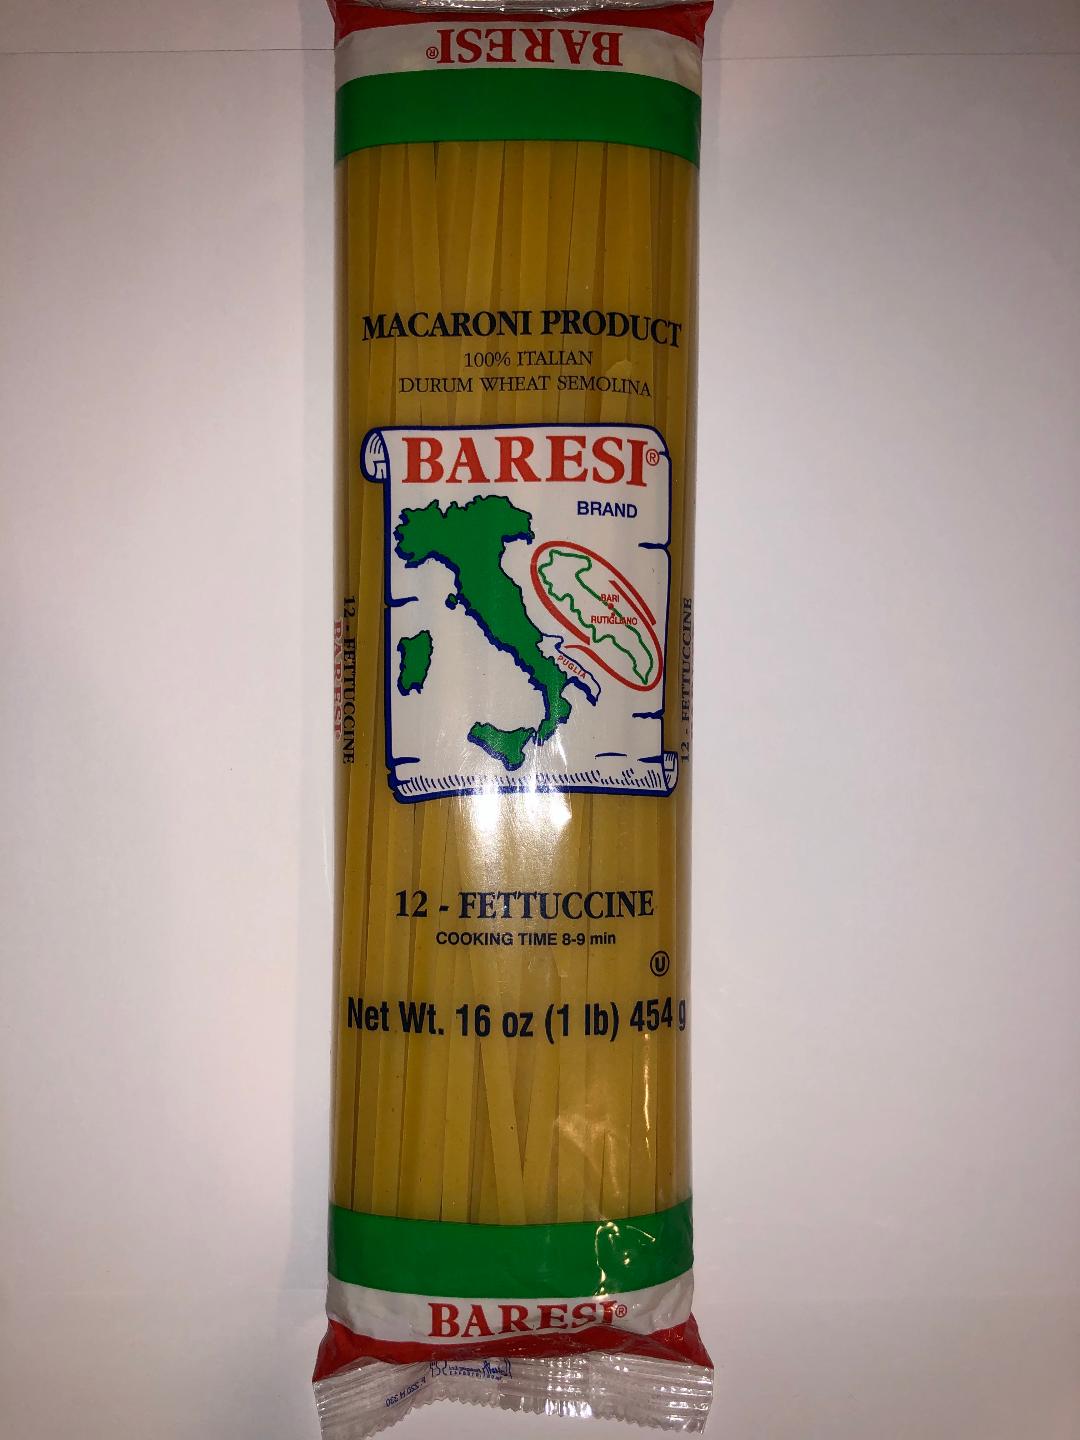 BARESI®
MACARONI PRODUCT
100% ITALIAN
DURUM WHEAT SEMOLINA
BARESI®
BRAND
BARI
RUTIGLIANO
PUGLIA
12 - FETTUCCINE
BARESI®
12 - FETTUCCINE
12 - FETTUCCINE
COOKING TIME 8-9 min
U
Net Wt. 16 oz (1 lb) 454 g
BARESI®